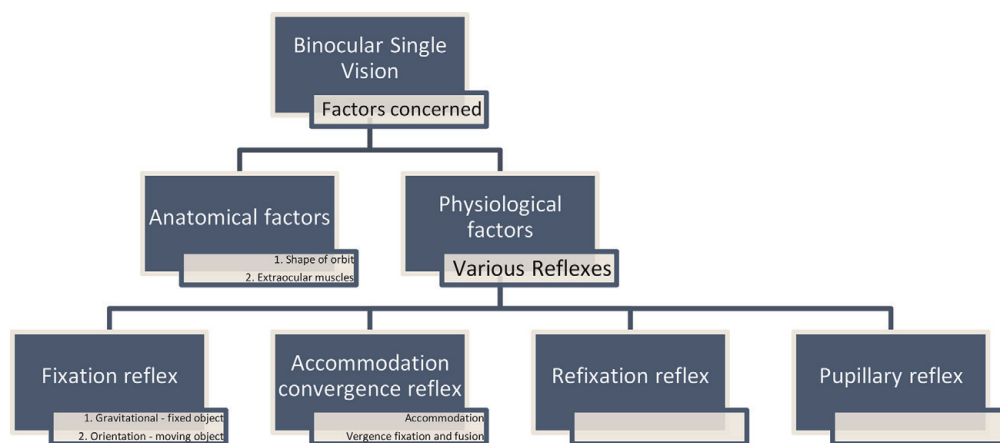 Binocular Single
Vision
Factors concerned
Anatomical factors
1. Shape of orbit
2. Extraocular muscles
Physiological
factors
Various Reflexes
Fixation reflex
1. Gravitational - fixed object
2. Orientation - moving object
Accommodation
convergence reflex
Accommodation
Vergence fixation and fusion
Refixation reflex
Pupillary reflex